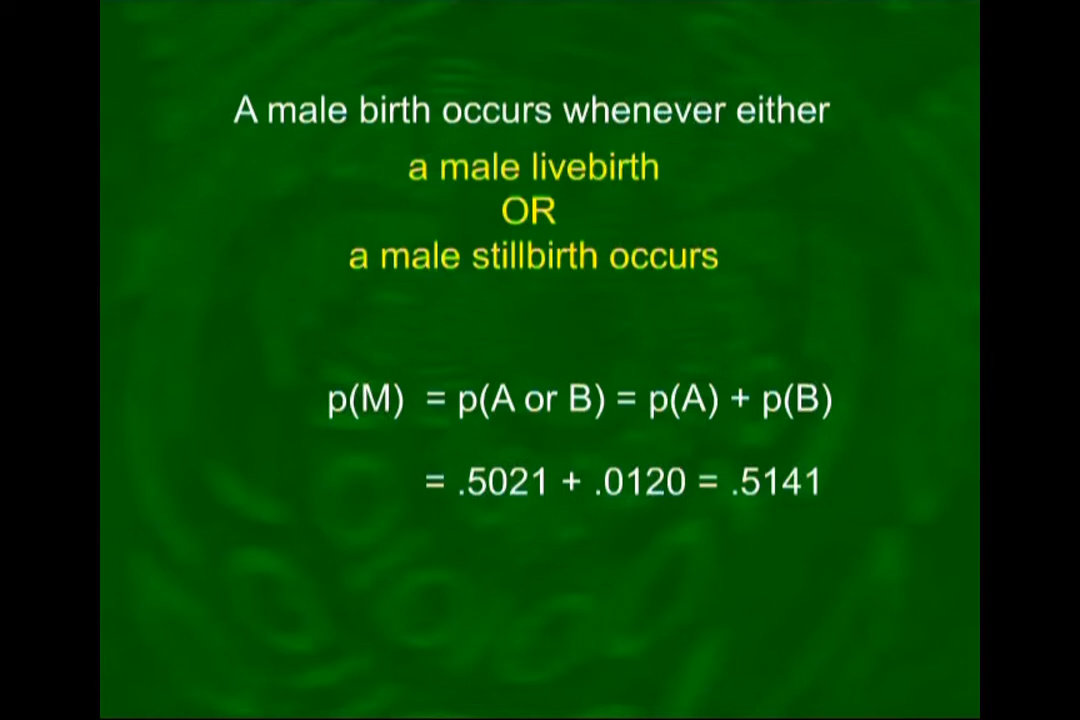 A male birth occurs whenever either
a male livebirth
OR
a male stillbirth occurs
p(M) = p(A or B) = p(A) + p(B)
= .5021 + .0120 = .5141